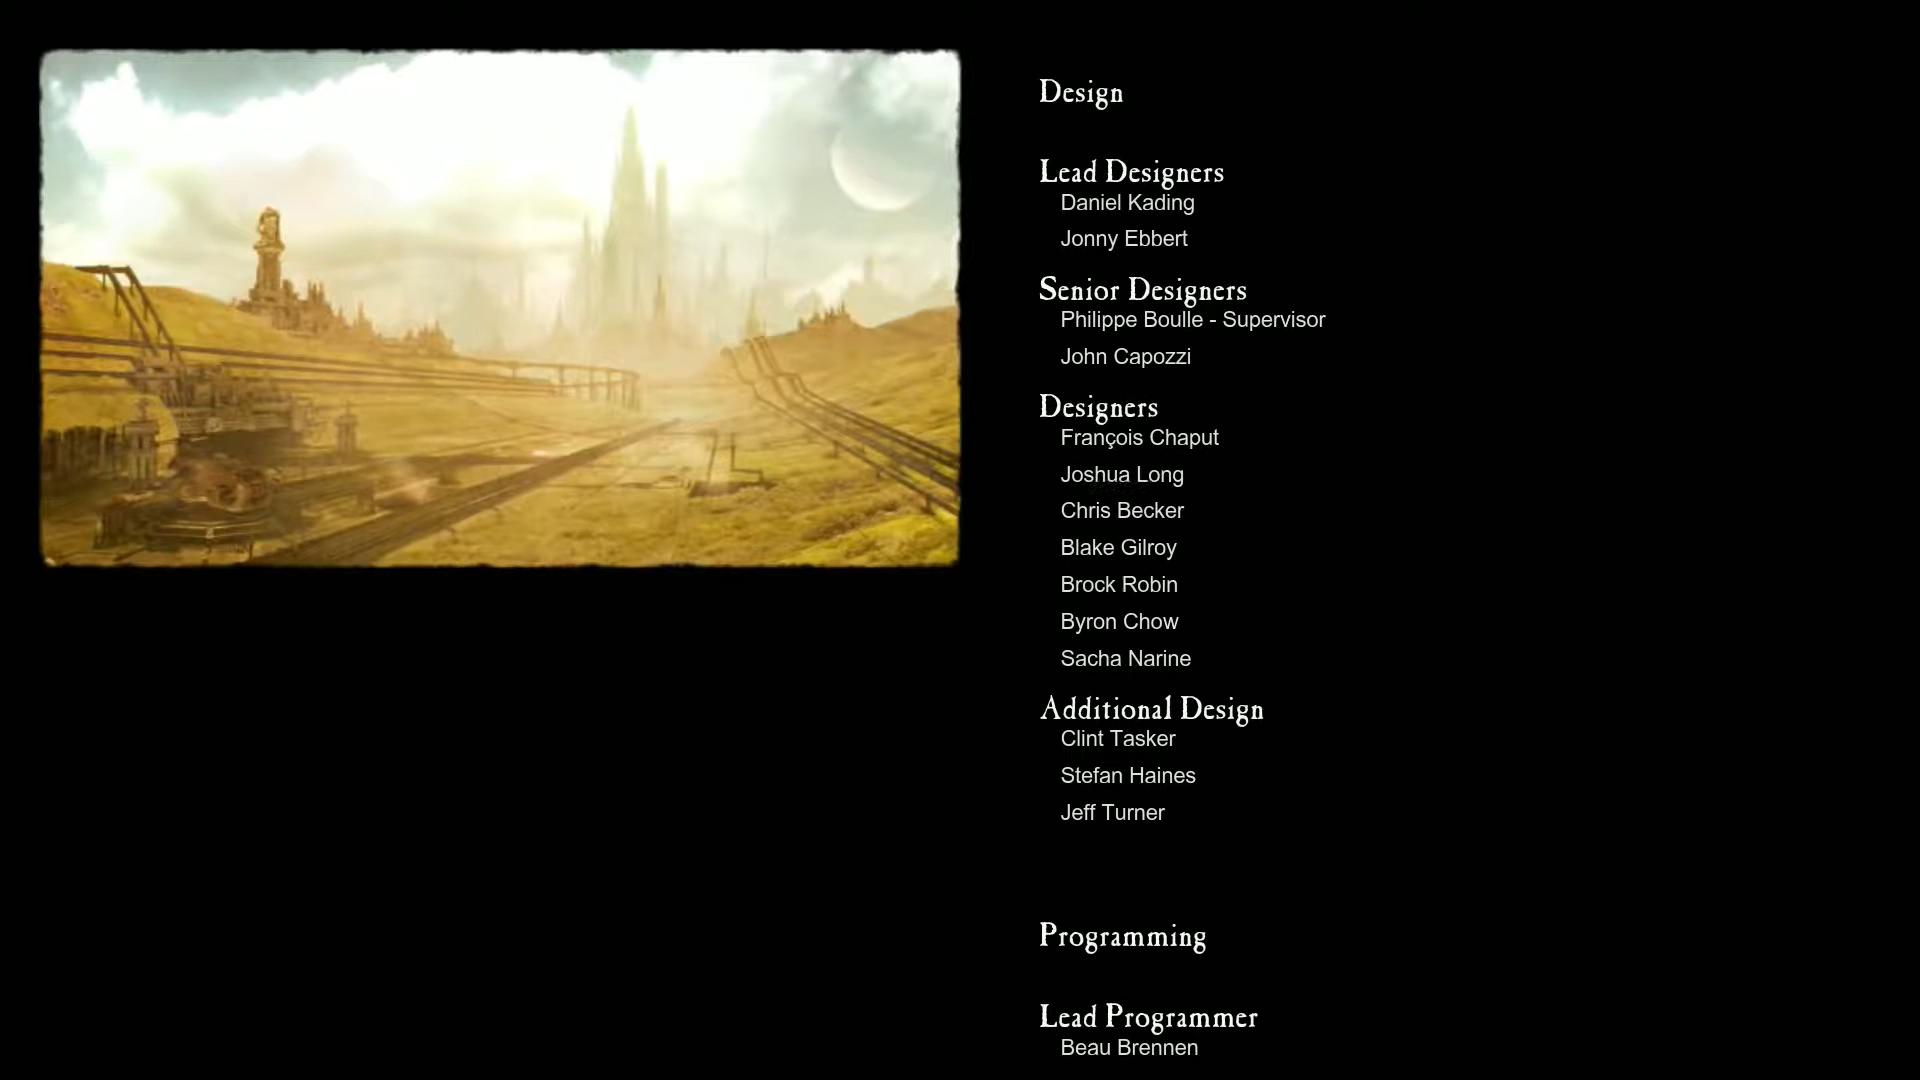 Design
Lead Designers
Daniel Kading
Jonny Ebbert
Senior Designers
Philippe Boulle - Supervisor
John Capozzi
Designers
François Chaput
Joshua Long
Chris Becker
Blake Gilroy
Brock Robin
Byron Chow
Sacha Narine
Additional Design
Clint Tasker
Stefan Haines
Jeff Turner
Programming
Lead Programmer
Beau Brennen